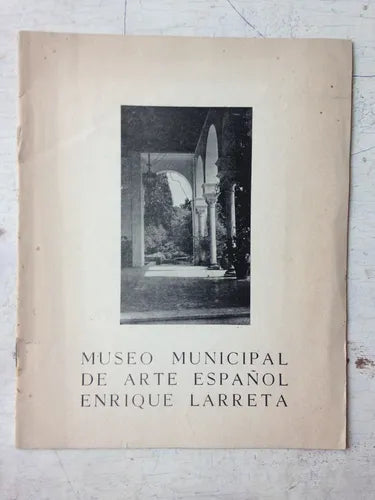 MUSEO MUNICIPAL
DE ARTE ESPAÑOL
ENRIQUE LARRETA